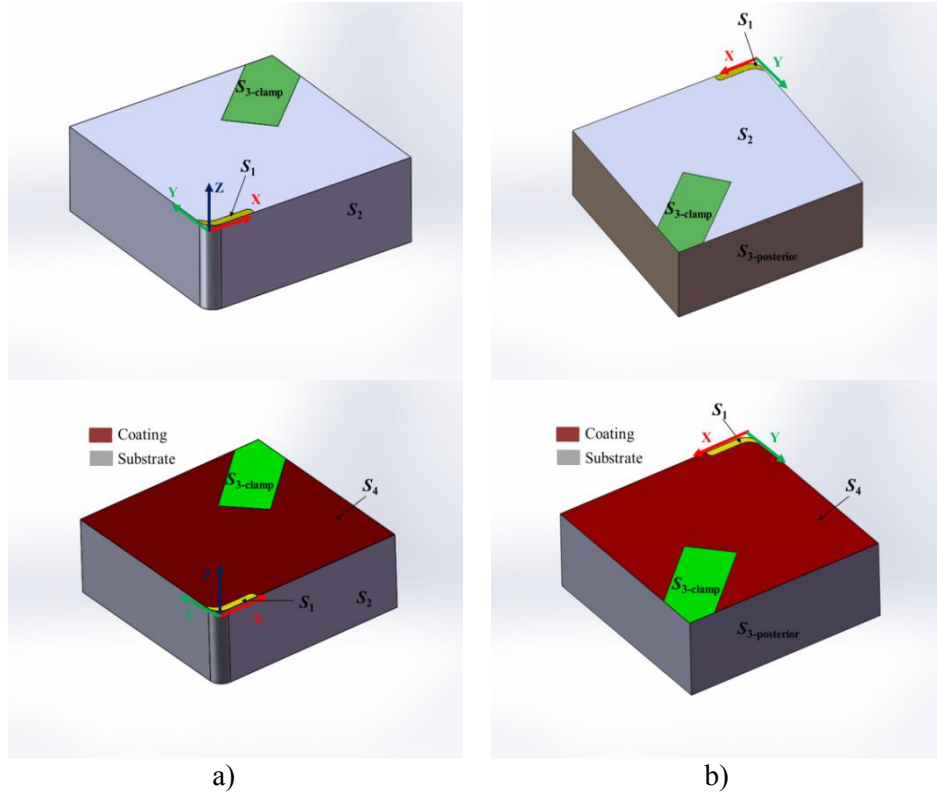 S3-clamp
S1
Z
Y
X
S2
S1
X
Y
S2
S3-clamp
S3-posterior
Coating
Substrate
S3-clamp
S4
Z
Y
X
S1
S2
Coating
Substrate
S1
X
Y
S4
S3-clamp
S3-posterior
a)
b)